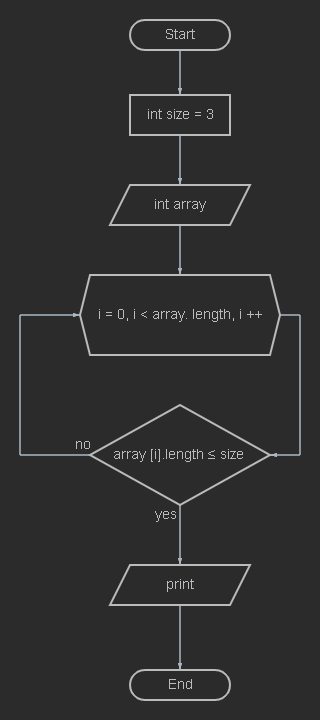 Start
int size = 3
int array
i = 0, i < array. length, i ++
no
array [i].length ≤ size
yes
print
End